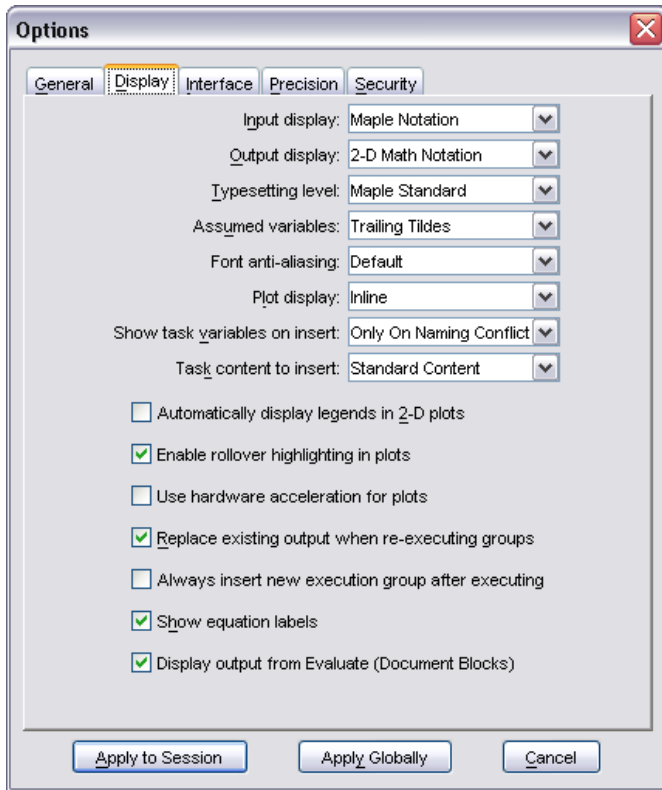 Options
General Display Interface Precision Security
Input display: Maple Notation
Output display: 2-D Math Notation
Typesetting level: Maple Standard
Assumed variables: Trailing Tildes
Font anti-aliasing: Default
Plot display: Inline
Show task variables on insert: Only On Naming Conflict
Task content to insert: Standard Content
Automatically display legends in 2-D plots
Enable rollover highlighting in plots
Use hardware acceleration for plots
Replace existing output when re-executing groups
Always insert new execution group after executing
Show equation labels
Display output from Evaluate (Document Blocks)
Apply to Session Apply Globally Cancel